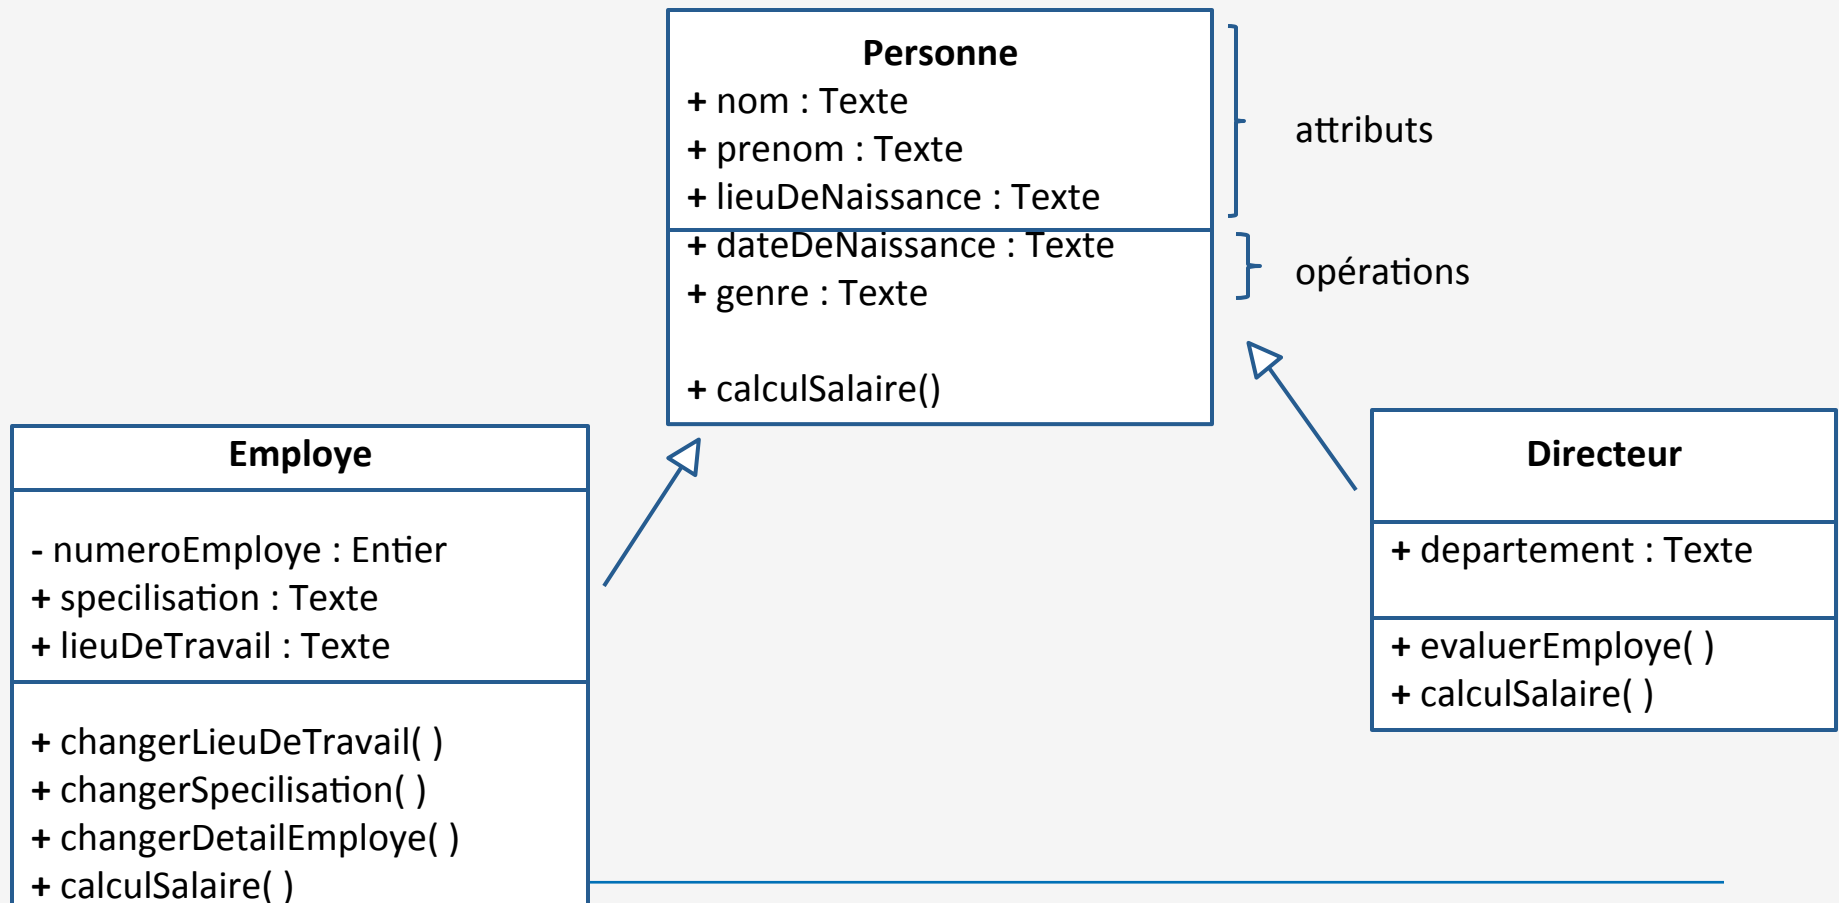 Personne
+ nom : Texte
+ prenom : Texte
+ lieuDeNaissance : Texte
+ dateDeNaissance : Texte
+ genre : Texte
+ calculSalaire()
attributs
opérations
Employe
- numeroEmploye : Entier
+ specilisation : Texte
+ lieuDeTravail : Texte
+ changerLieuDeTravail( )
+ changerSpecilisation( )
+ changerDetailEmploye( )
+ calculSalaire( )
Directeur
+ departement : Texte
+ evaluerEmploye( )
+ calculSalaire( )